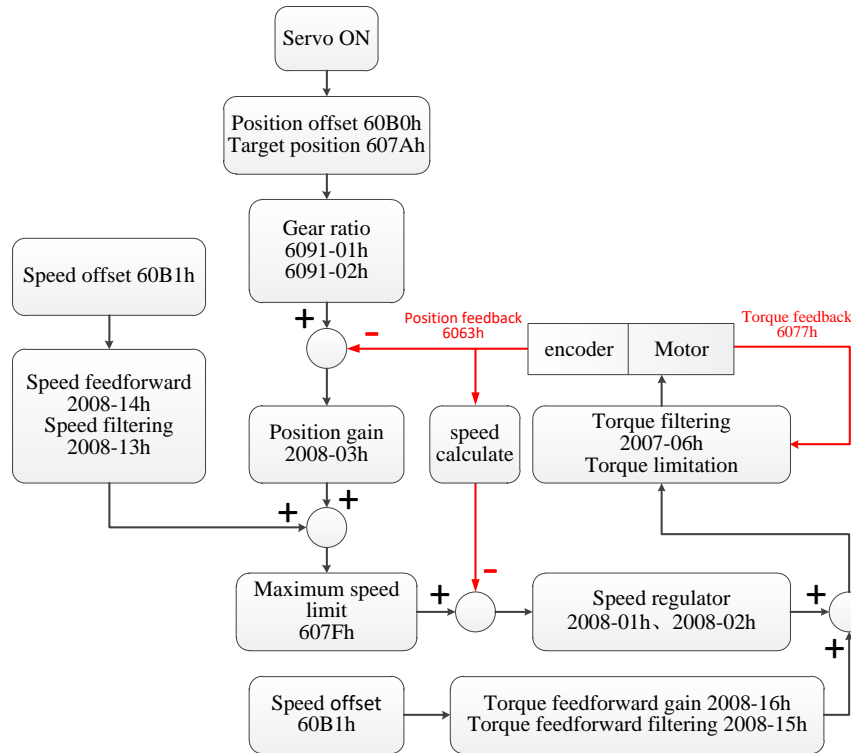 Servo ON
Position offset 60B0h
Target position 607Ah
Gear ratio
6091-01h
6091-02h
Speed offset 60B1h
+
-
Position feedback
6063h
encoder
Motor
Torque feedback
6077h
Speed feedforward
2008-14h
Speed filtering
2008-13h
Position gain
2008-03h
speed
calculate
Torque filtering
2007-06h
Torque limitation
+
+
Maximum speed
limit
607Fh
+
-
Speed regulator
2008-01h、2008-02h
+
+
Speed offset
60B1h
Torque feedforward gain 2008-16h
Torque feedforward filtering 2008-15h